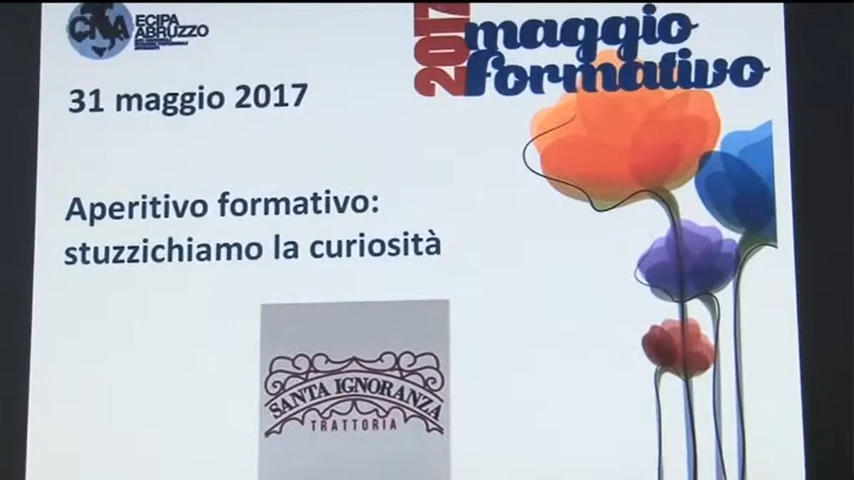 CNA ECIPA
ABRUZZO
2017 maggio
formativo
31 maggio 2017
Aperitivo formativo:
stuzzichiamo la curiosità
SANTA IGNORANZA
TRATTORIA